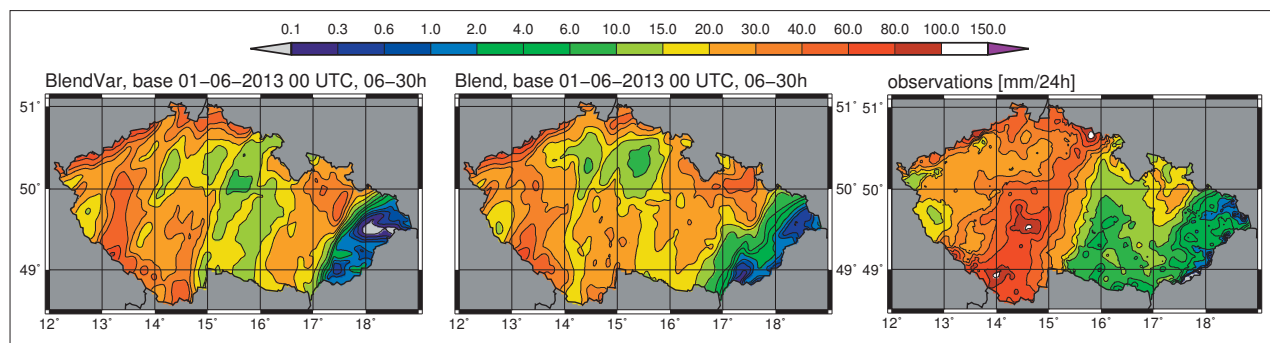 0.1 0.3 0.6 1.0 2.0 4.0 6.0 10.0 15.0 20.0 30.0 40.0 60.0 80.0 100.0 150.0
BlendVar, base 01−06−2013 00 UTC, 06−30h
Blend, base 01−06−2013 00 UTC, 06−30h
observations [mm/24h]
51° 51° 51°
50° 50° 50°
49° 49° 49°
12° 13° 14° 15° 16° 17° 18° 12° 13° 14° 15° 16° 17° 18° 12° 13° 14° 15° 16° 17° 18°